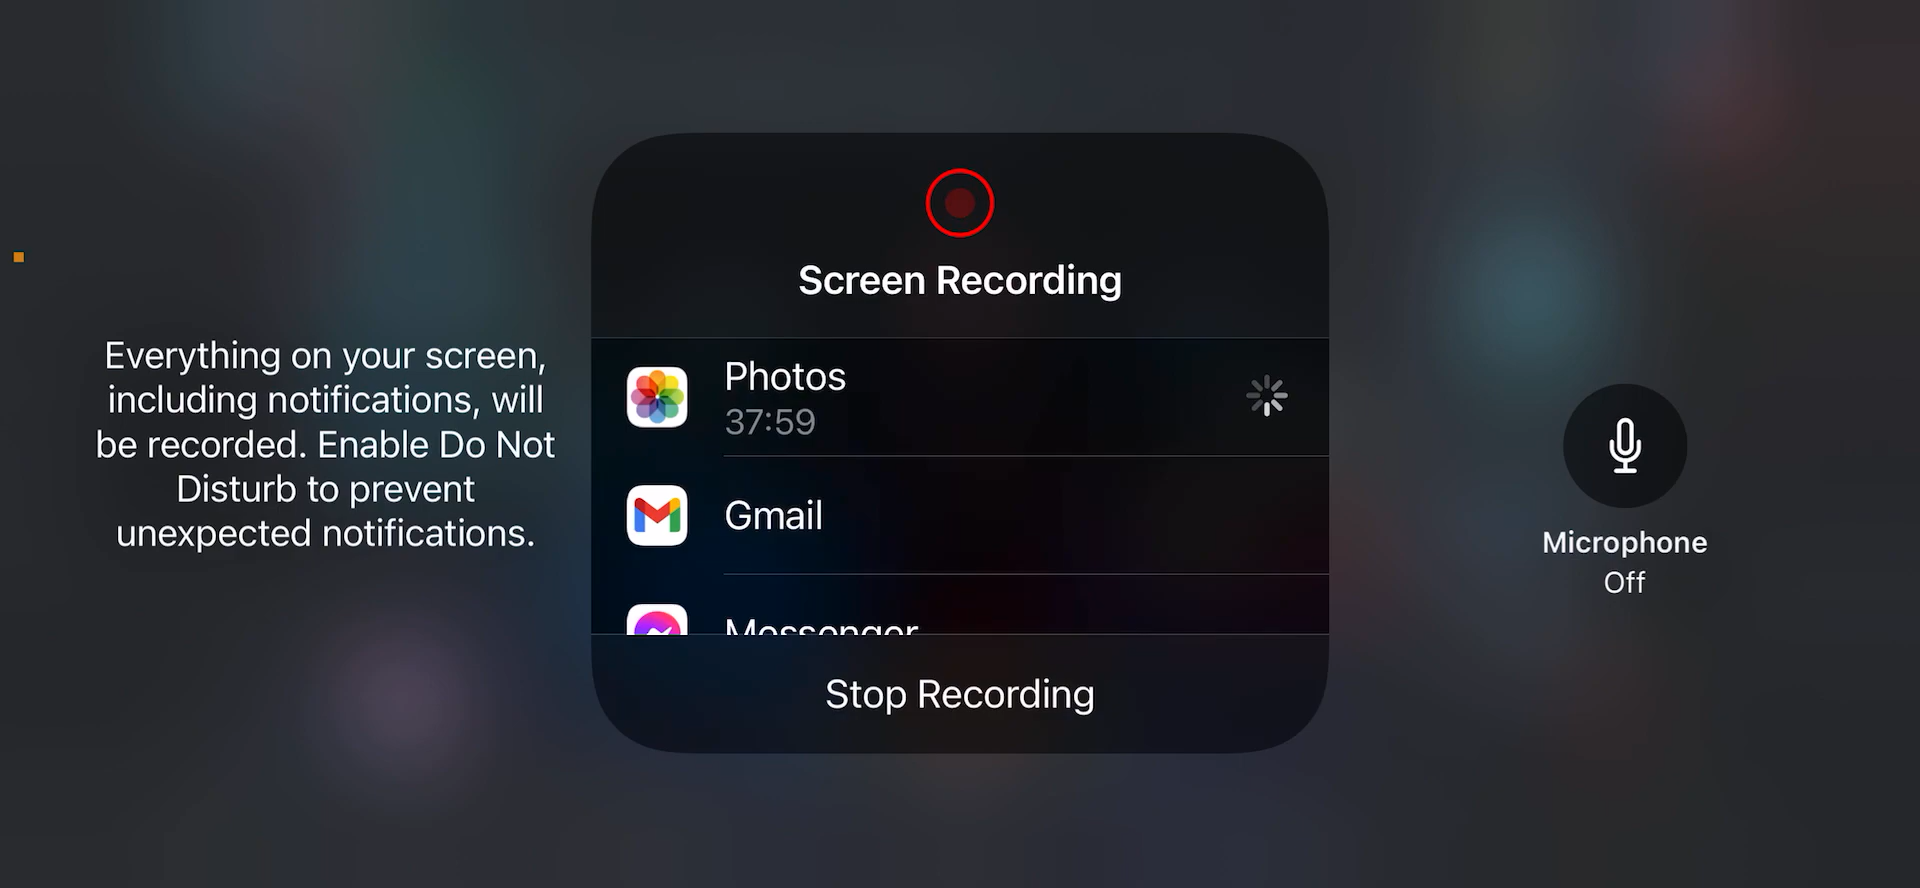 Everything on your screen,
including notifications, will
be recorded. Enable Do Not
Disturb to prevent
unexpected notifications.
Screen Recording
Photos
37:59
Gmail
Messenger
Stop Recording
Microphone
Off